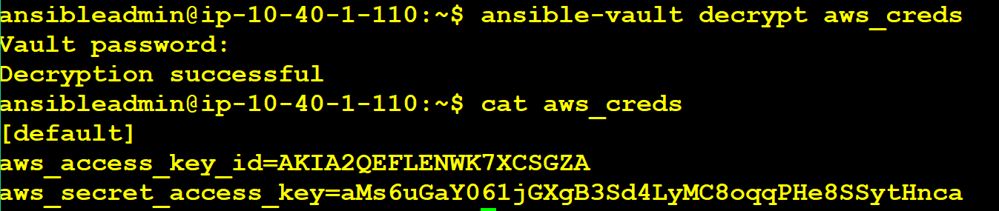 ansibleadmin@ip-10-40-1-110:~$ ansible-vault decrypt aws_creds
Vault password:
Decryption successful
ansibleadmin@ip-10-40-1-110:~$ cat aws_creds
[default]
aws_access_key_id=AKIA2QEFLENWK7XCSGZA
aws_secret_access_key=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